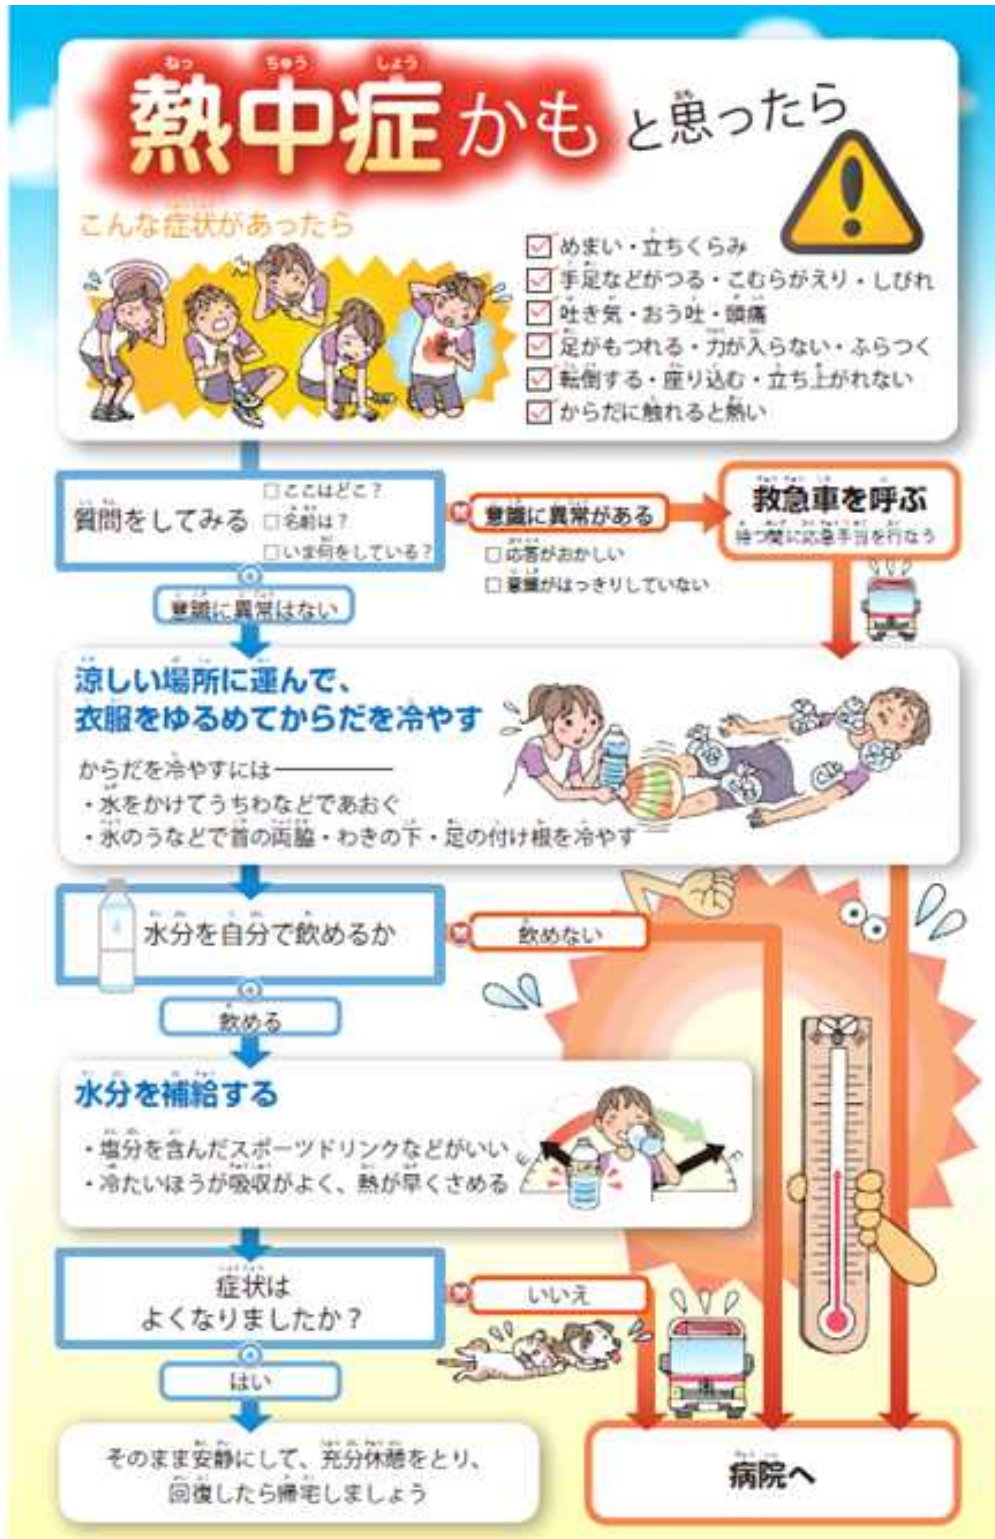 熱中症かもと思ったら
こんな症状があったら
めまい・立ちくらみ
手足などがつる・こむらがえり・しびれ
吐き気・おう吐・頭痛
足がもつれる・力が入らない・ふらつく
転倒する・座り込む・立ち上がれない
からだに触れると熱い
質問をしてみる
□ここはどこ？
□名前は？
□いま何をしている？
意識に異常がある
□応答がおかしい
□意識がはっきりしていない
救急車を呼ぶ
待つ間に応急手当を行なう
意識に異常はない
涼しい場所に運んで、
衣服をゆるめてからだを冷やす
からだを冷やすには
・水をかけてうちわなどであおぐ
・氷のうなどで首の両脇・わきの下・足の付け根を冷やす
水分を自分で飲めるか
飲めない
飲める
水分を補給する
・塩分を含んだスポーツドリンクなどがいい
・冷たいほうが吸収がよく、熱が早くさめる
E
F
症状は
よくなりましたか？
いいえ
はい
そのまま安静にして、充分休憩をとり、
回復したら帰宅しましょう
病院へ